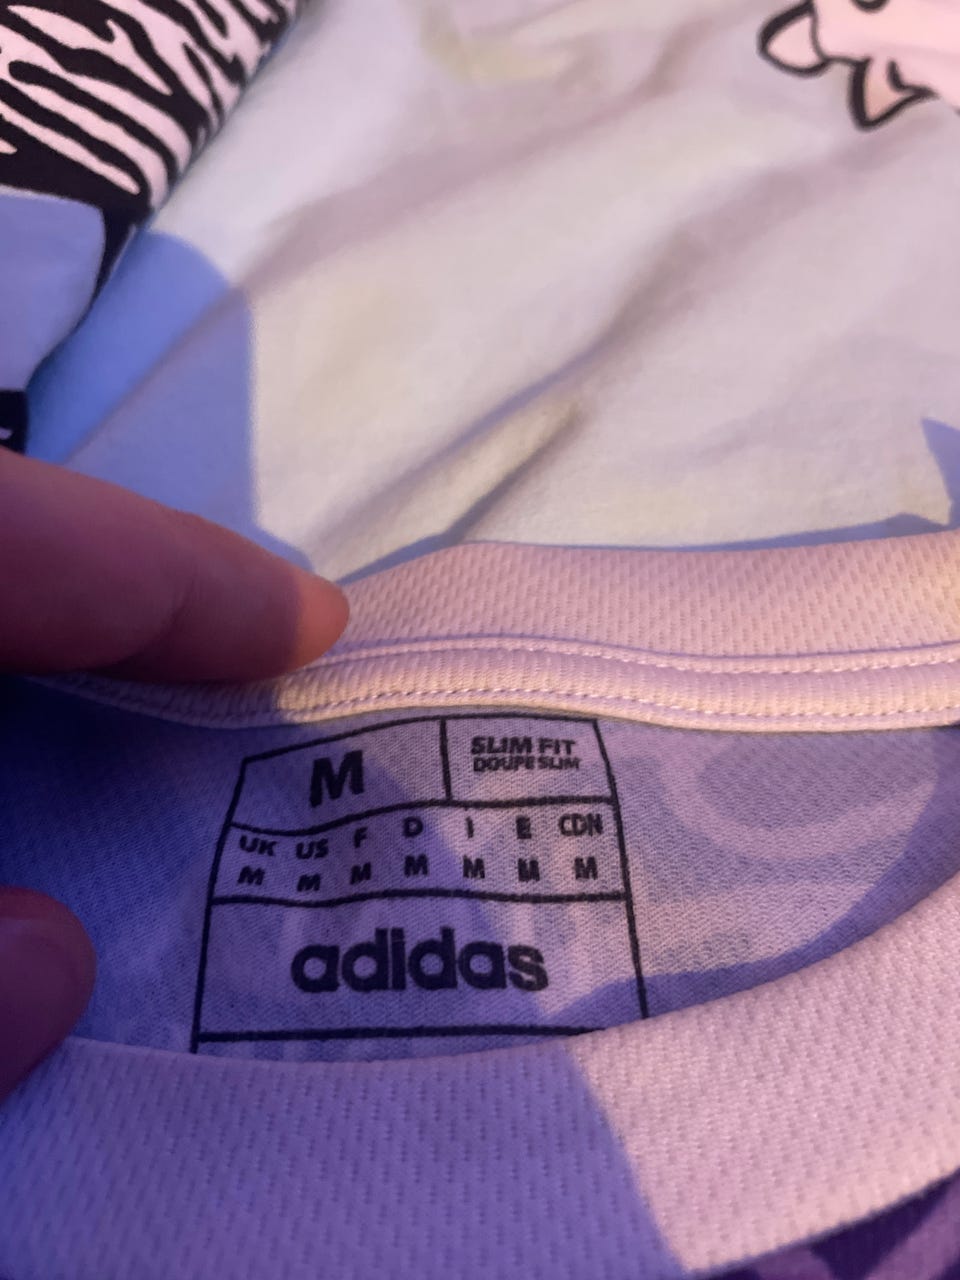 M
SLIM FIT
DOUPE SLIM
UK US F D I E CDN
M M M M M M M
adidas